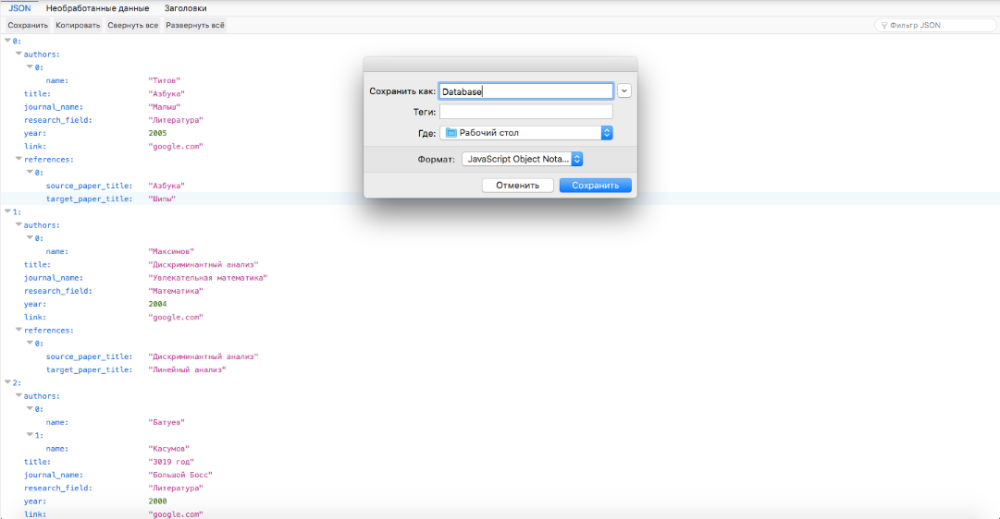 JSON Необработанные данные Заголовки
Сохранить Копировать Свернуть все Развернуть всё Фильтр JSON
0:
authors:
0:
name: "Титов"
title: "Азбука"
journal_name: "Малыш"
research_field: "Литература"
year: 2005
link: "google.com"
references:
0:
source_paper_title: "Азбука"
target_paper_title: "Шипы"
1:
authors:
0:
name: "Максимов"
title: "Дискриминантный анализ"
journal_name: "Увлекательная математика"
research_field: "Математика"
year: 2004
link: "google.com"
references:
0:
source_paper_title: "Дискриминантный анализ"
target_paper_title: "Линейный анализ"
2:
authors:
0:
name: "Батуев"
1:
name: "Касумов"
title: "3019 год"
journal_name: "Большой Босс"
research_field: "Литература"
year: 2000
link: "google.com"
Сохранить как: Database
Теги:
Где: Рабочий стол
Формат: JavaScript Object Nota...
Отменить Сохранить